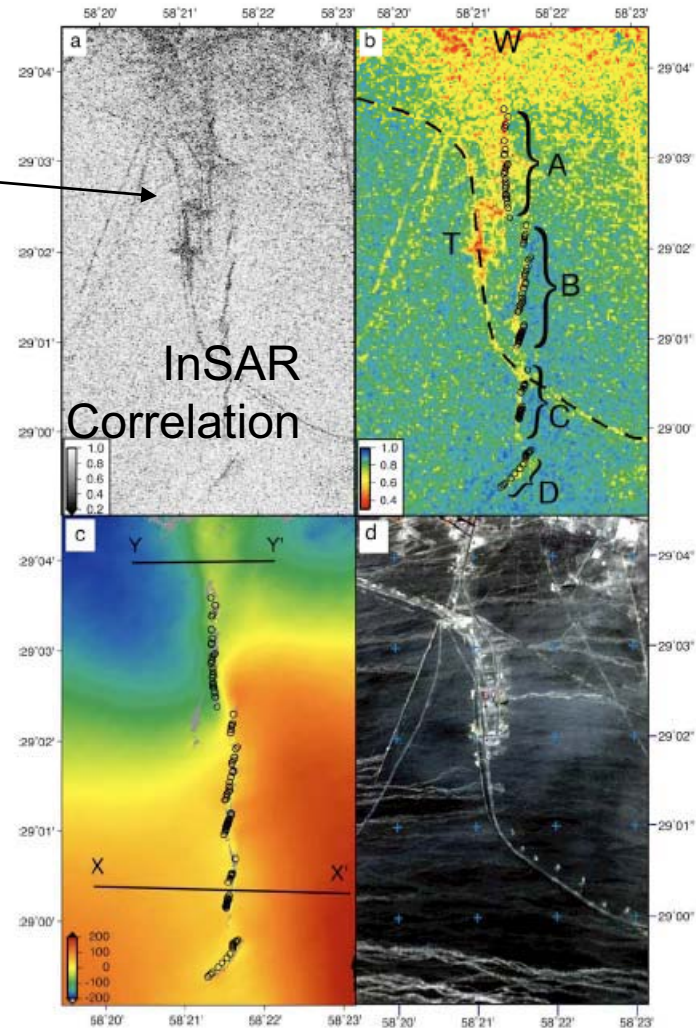 58˚20' 58˚21' 58˚22' 58˚23' 58˚20' 58˚21' 58˚22' 58˚23'
a
b
W
29˚04'
29˚04'
29˚03'
29˚03'
A
29˚02'
29˚02'
T
B
29˚01'
29˚01'
InSAR
Correlation
29˚00'
29˚00'
C
D
1.0
0.8
0.6
0.4
0.2
1.0
0.8
0.6
0.4
c
d
Y Y'
29˚04'
29˚04"
29˚03'
29˚03"
29˚02'
29˚02"
29˚01'
29˚01"
X X'
29˚00'
29˚00"
200
100
0
-100
-200
58˚20' 58˚21' 58˚22' 58˚23' 58˚20' 58˚21' 58˚22' 58˚23'